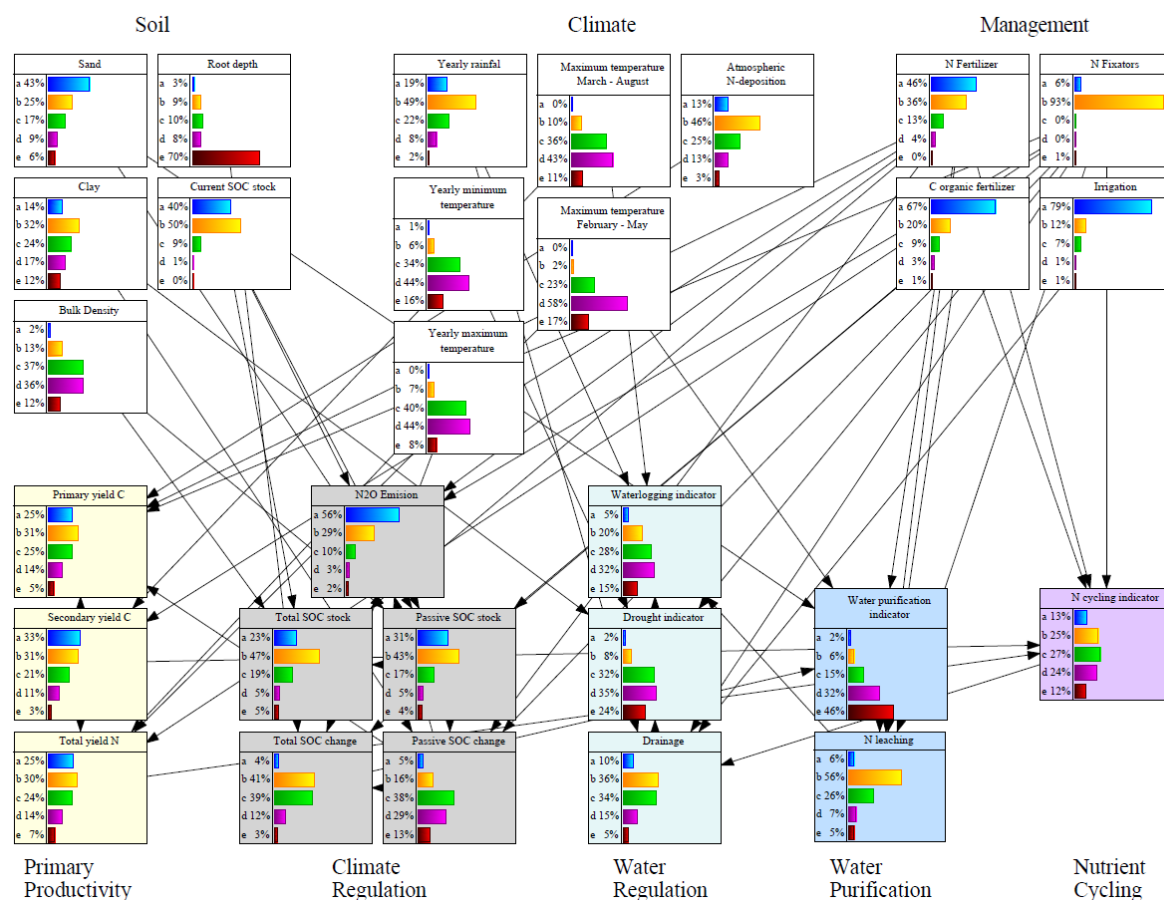 Soil
Climate
Management
Sand
a 43%
b 25%
c 17%
d 9%
e 6%
Root depth
a 3%
b 9%
c 10%
d 8%
e 70%
Clay
a 14%
b 32%
c 24%
d 17%
e 12%
Current SOC stock
a 40%
b 50%
c 9%
d 1%
e 0%
Bulk Density
a 2%
b 13%
c 37%
d 36%
e 12%
Yearly rainfall
a 19%
b 49%
c 22%
d 8%
e 2%
Maximum temperature
March - August
a 0%
b 10%
c 36%
d 43%
e 11%
Atmospheric
N-deposition
a 13%
b 46%
c 25%
d 13%
e 3%
Yearly minimum
temperature
a 1%
b 6%
c 34%
d 44%
e 16%
Maximum temperature
February - May
a 0%
b 2%
c 23%
d 58%
e 17%
Yearly maximum
temperature
a 0%
b 7%
c 40%
d 44%
e 8%
N Fertilizer
a 46%
b 36%
c 13%
d 4%
e 0%
N Fixators
a 6%
b 93%
c 0%
d 0%
e 1%
C organic fertilizer
a 67%
b 20%
c 9%
d 3%
e 1%
Irrigation
a 79%
b 12%
c 7%
d 1%
e 1%
Primary yield C
a 25%
b 31%
c 25%
d 14%
e 5%
Secondary yield C
a 33%
b 31%
c 21%
d 11%
e 3%
Total yield N
a 25%
b 30%
c 24%
d 14%
e 7%
N2O Emision
a 56%
b 29%
c 10%
d 3%
e 2%
Total SOC stock
a 23%
b 47%
c 19%
d 5%
e 5%
Passive SOC stock
a 31%
b 43%
c 17%
d 5%
e 4%
Total SOC change
a 4%
b 41%
c 39%
d 12%
e 3%
Passive SOC change
a 5%
b 16%
c 38%
d 29%
e 13%
Waterlogging indicator
a 5%
b 20%
c 28%
d 32%
e 15%
Drought indicator
a 2%
b 8%
c 32%
d 35%
e 24%
Drainage
a 10%
b 36%
c 34%
d 15%
e 5%
Water purification
indicator
a 2%
b 6%
c 15%
d 32%
e 46%
N leaching
a 6%
b 56%
c 26%
d 7%
e 5%
N cycling indicator
a 13%
b 25%
c 27%
d 24%
e 12%
Primary
Productivity
Climate
Regulation
Water
Regulation
Water
Purification
Nutrient
Cycling